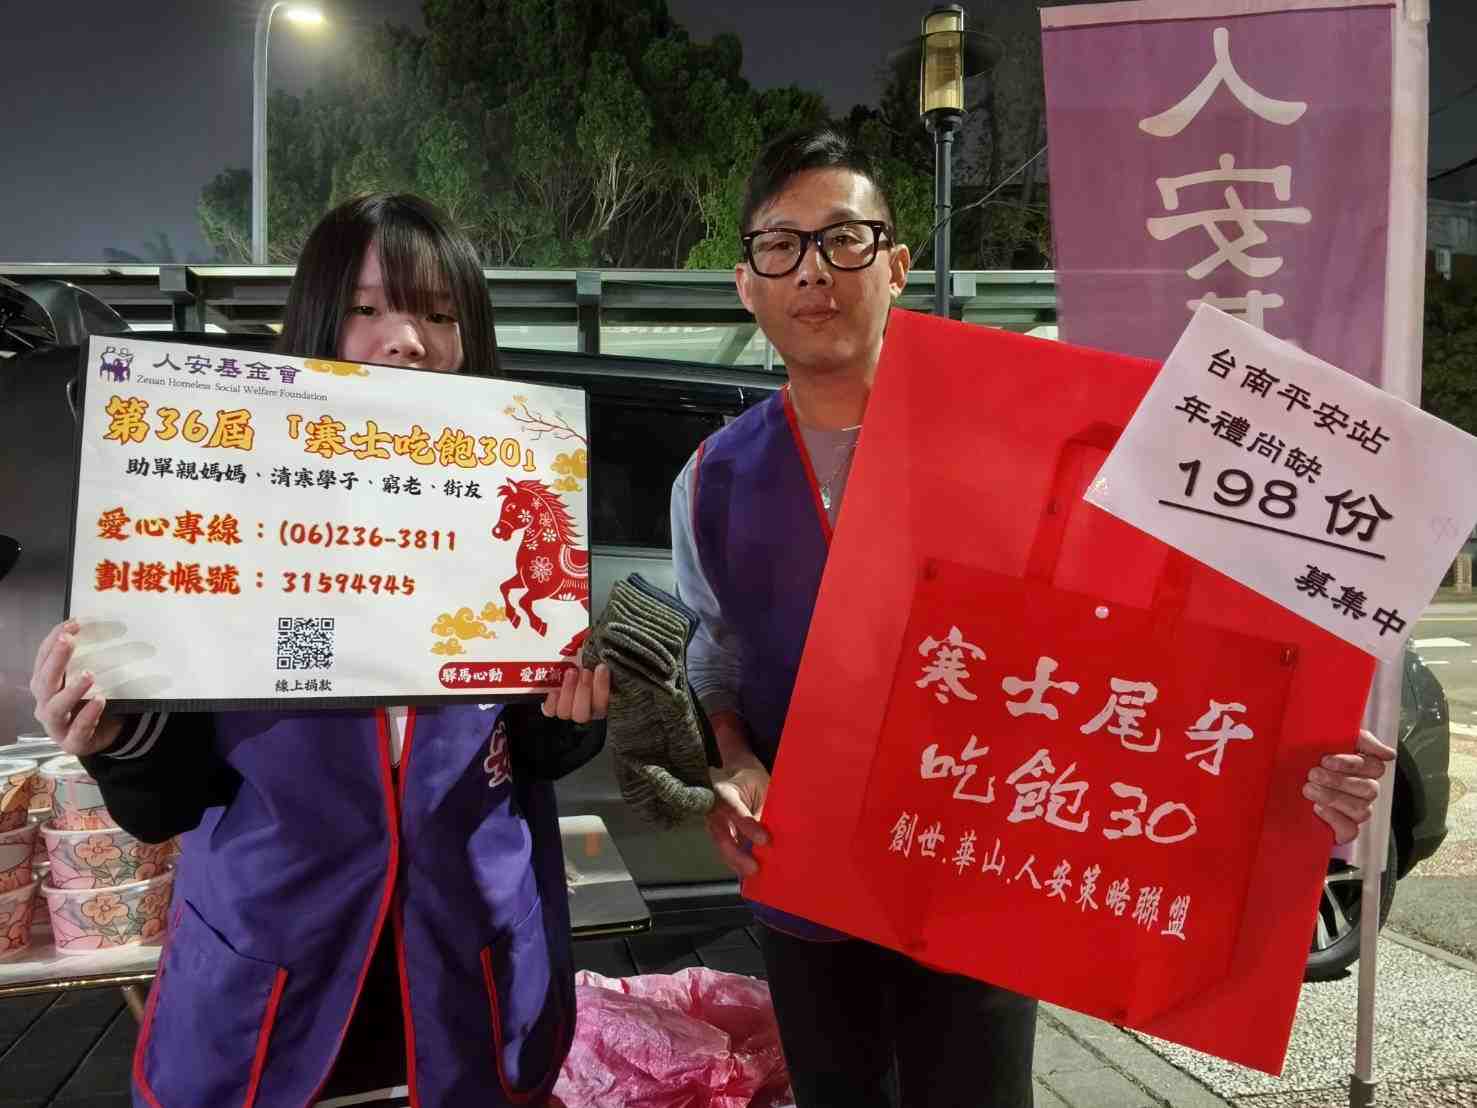 人安基金會
Zenan Homeless Social Welfare Foundation
第36屆「寒士吃飽30」
助單親媽媽、清寒學子、窮老、街友
愛心專線：(06)236-3811
劃撥帳號：31594945
線上捐款
驛馬心動 愛啟新
人安基
台南平安站
年禮尚缺
198份
募集中
寒士尾牙
吃飽30
創世.華山.人安策略聯盟